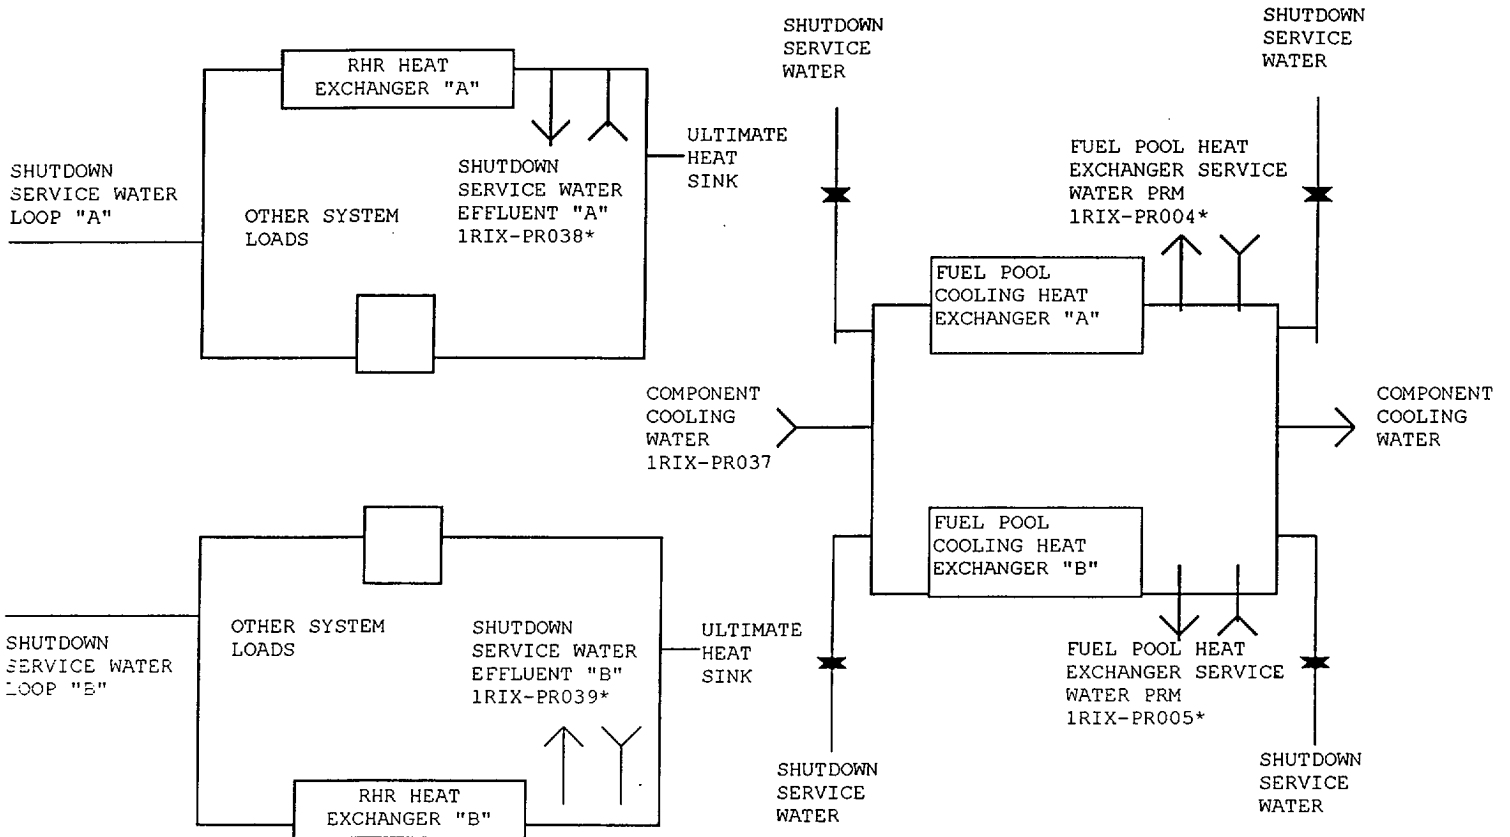 RHR HEAT
EXCHANGER "A"
SHUTDOWN
SERVICE WATER
LOOP "A"
OTHER SYSTEM
LOADS
SHUTDOWN
SERVICE WATER
EFFLUENT "A"
1RIX-PR038*
ULTIMATE
HEAT
SINK
SHUTDOWN
SERVICE
WATER
SHUTDOWN
SERVICE
WATER
FUEL POOL HEAT
EXCHANGER SERVICE
WATER PRM
1RIX-PR004*
FUEL POOL
COOLING HEAT
EXCHANGER "A"
COMPONENT
COOLING
WATER
1RIX-PR037
COMPONENT
COOLING
WATER
FUEL POOL
COOLING HEAT
EXCHANGER "B"
SHUTDOWN
SERVICE WATER
LOOP "B"
OTHER SYSTEM
LOADS
SHUTDOWN
SERVICE WATER
EFFLUENT "B"
1RIX-PR039*
ULTIMATE
HEAT
SINK
FUEL POOL HEAT
EXCHANGER SERVICE
WATER PRM
1RIX-PR005*
RHR HEAT
EXCHANGER "B"
SHUTDOWN
SERVICE
WATER
SHUTDOWN
SERVICE
WATER